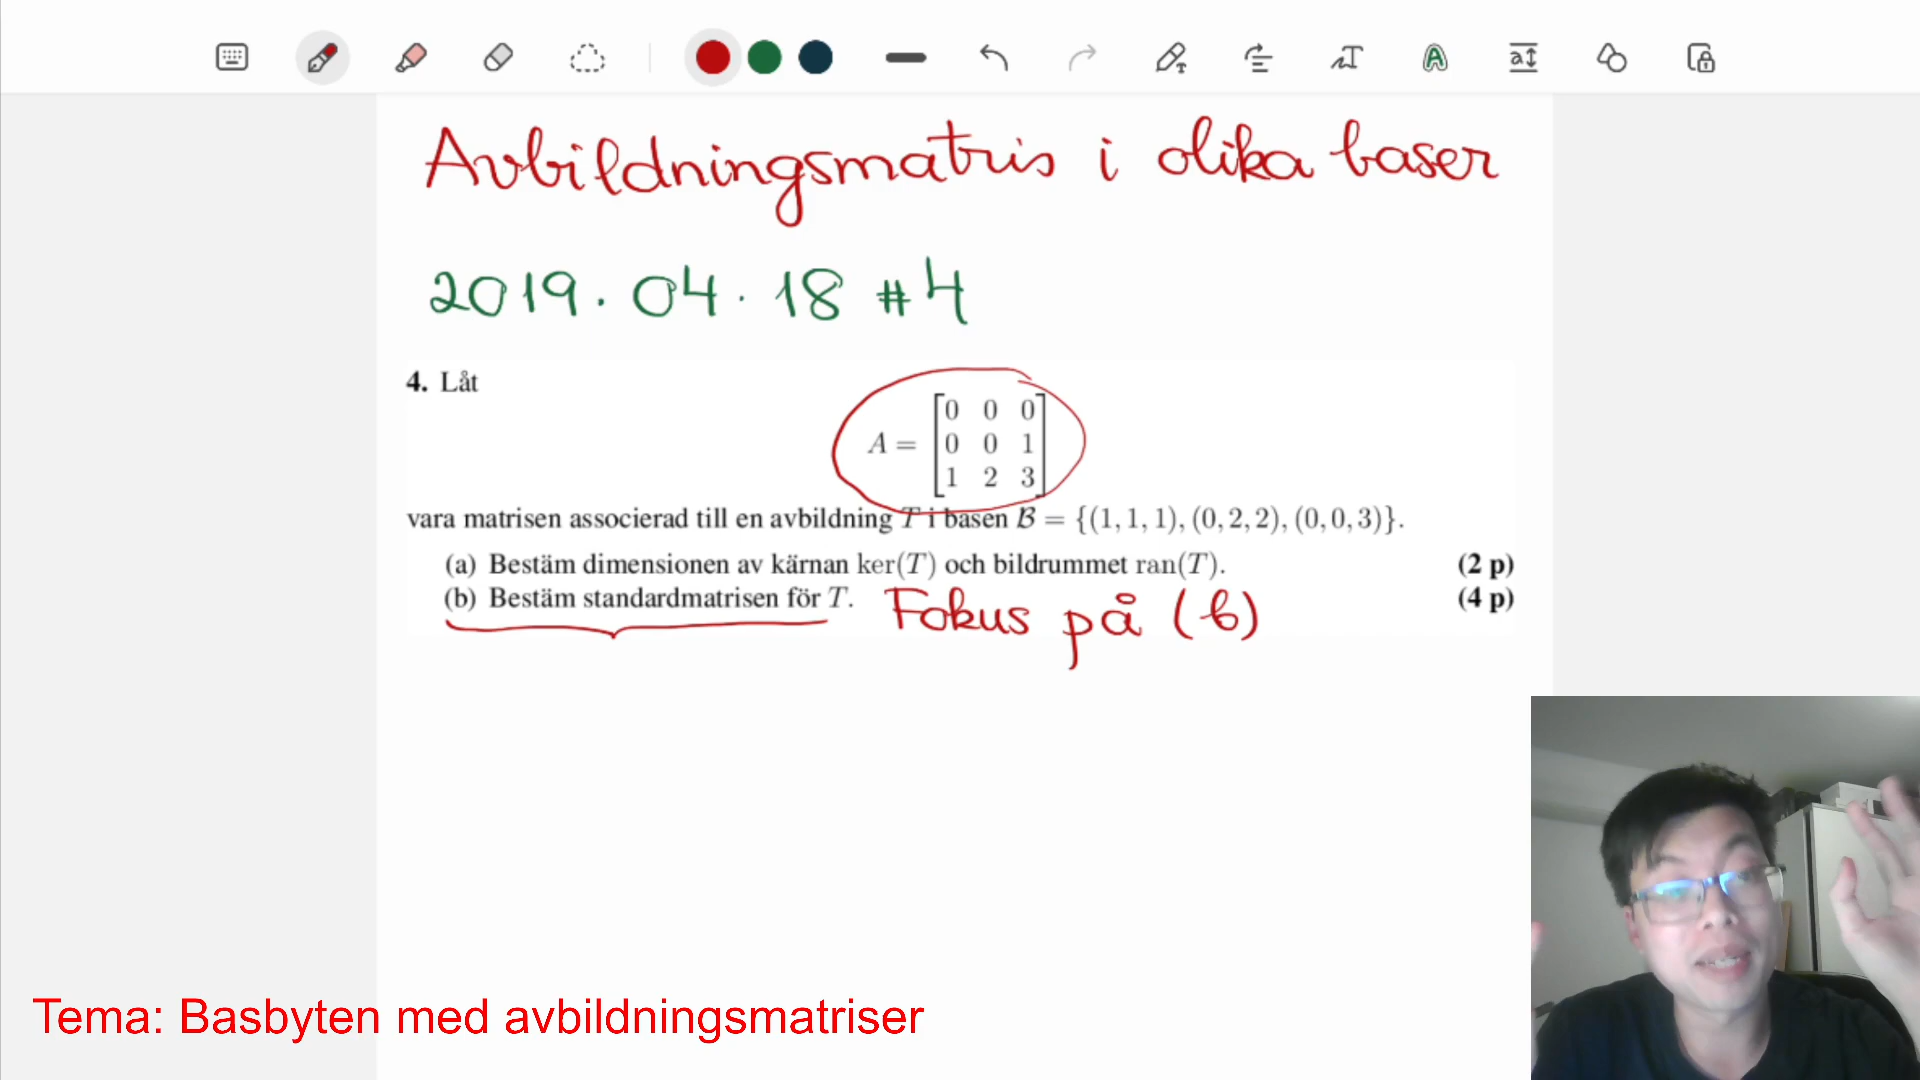 Avbildningsmatris i olika baser
2019.04.18 #4
4. Låt
A = [0 0 0
0 0 1
1 2 3]
vara matrisen associerad till en avbildning T i basen B = {(1, 1, 1), (0, 2, 2), (0, 0, 3)}.
(a) Bestäm dimensionen av kärnan ker(T) och bildrummet ran(T). (2 p)
(b) Bestäm standardmatrisen för T. (4 p)
Fokus på (b)
Tema: Basbyten med avbildningsmatriser